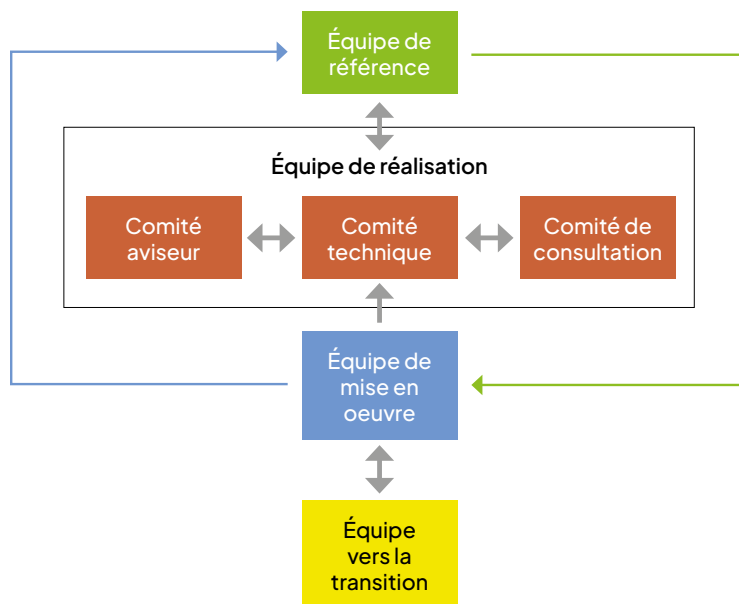 Équipe de
référence
Équipe de réalisation
Comité
aviseur
Comité
technique
Comité de
consultation
Équipe de
mise en
oeuvre
Équipe
vers la
transition